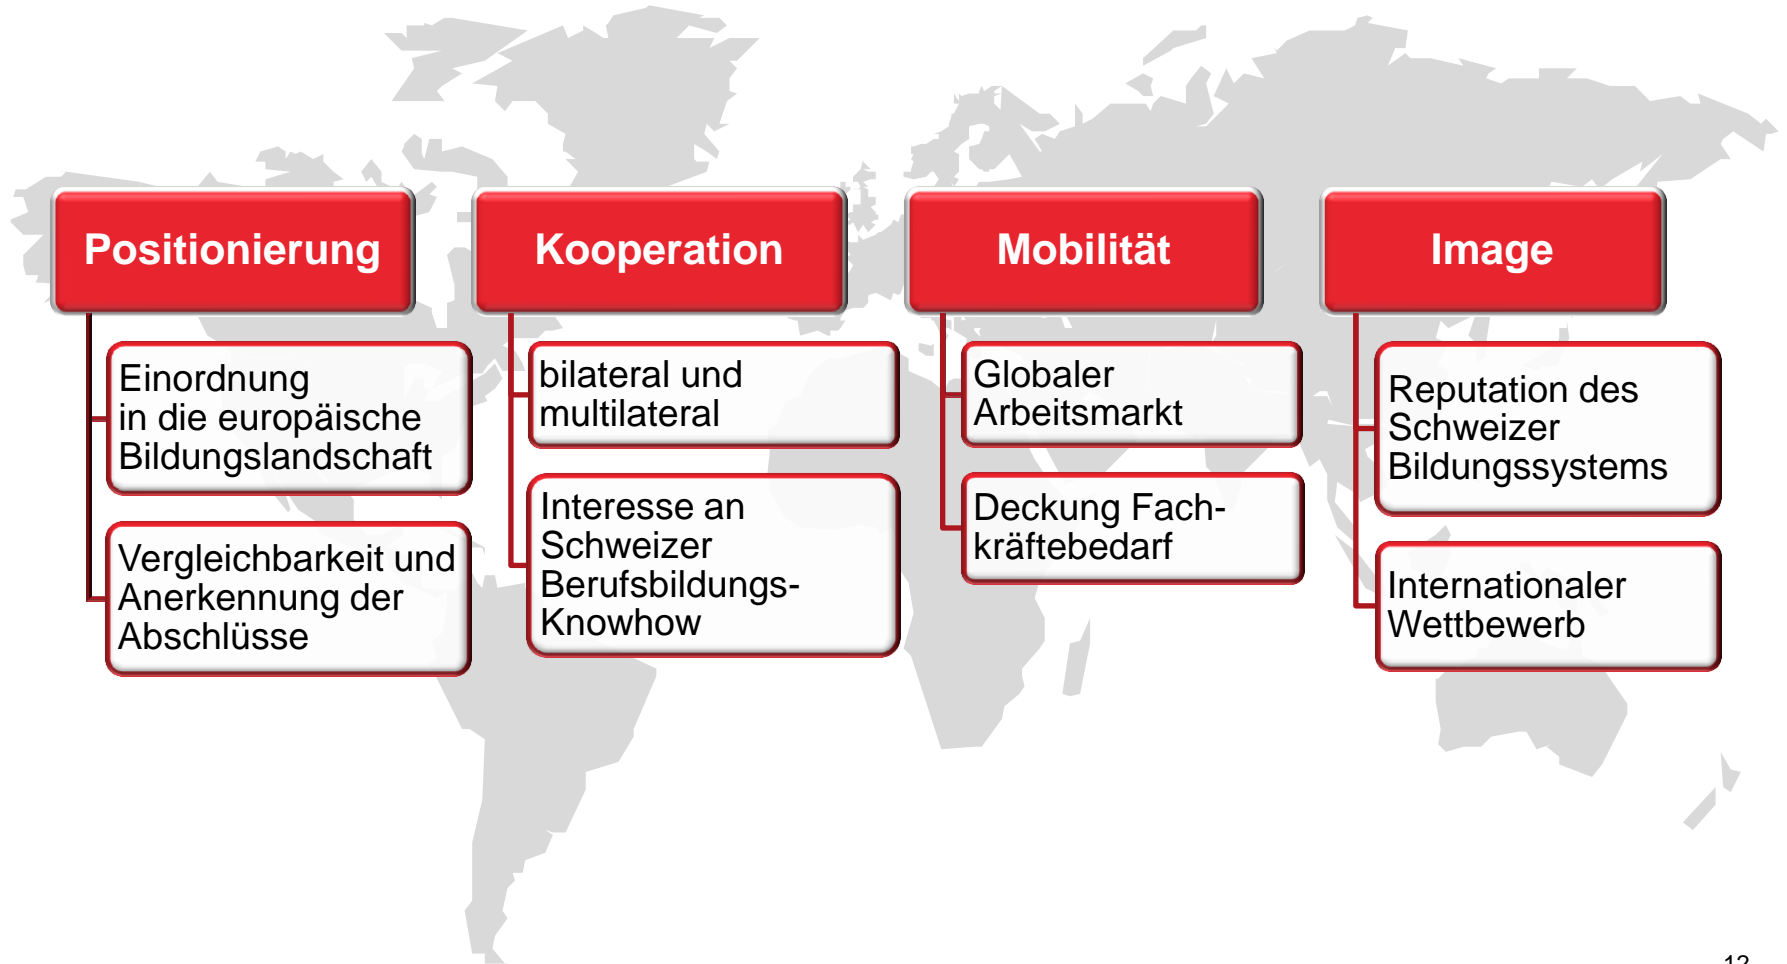 Positionierung
Einordnung
in die europäische
Bildungslandschaft
Vergleichbarkeit und
Anerkennung der
Abschlüsse
Kooperation
bilateral und
multilateral
Interesse an
Schweizer
Berufsbildungs-
Knowhow
Mobilität
Globaler
Arbeitsmarkt
Deckung Fach-
kräftebedarf
Image
Reputation des
Schweizer
Bildungssystems
Internationaler
Wettbewerb
12